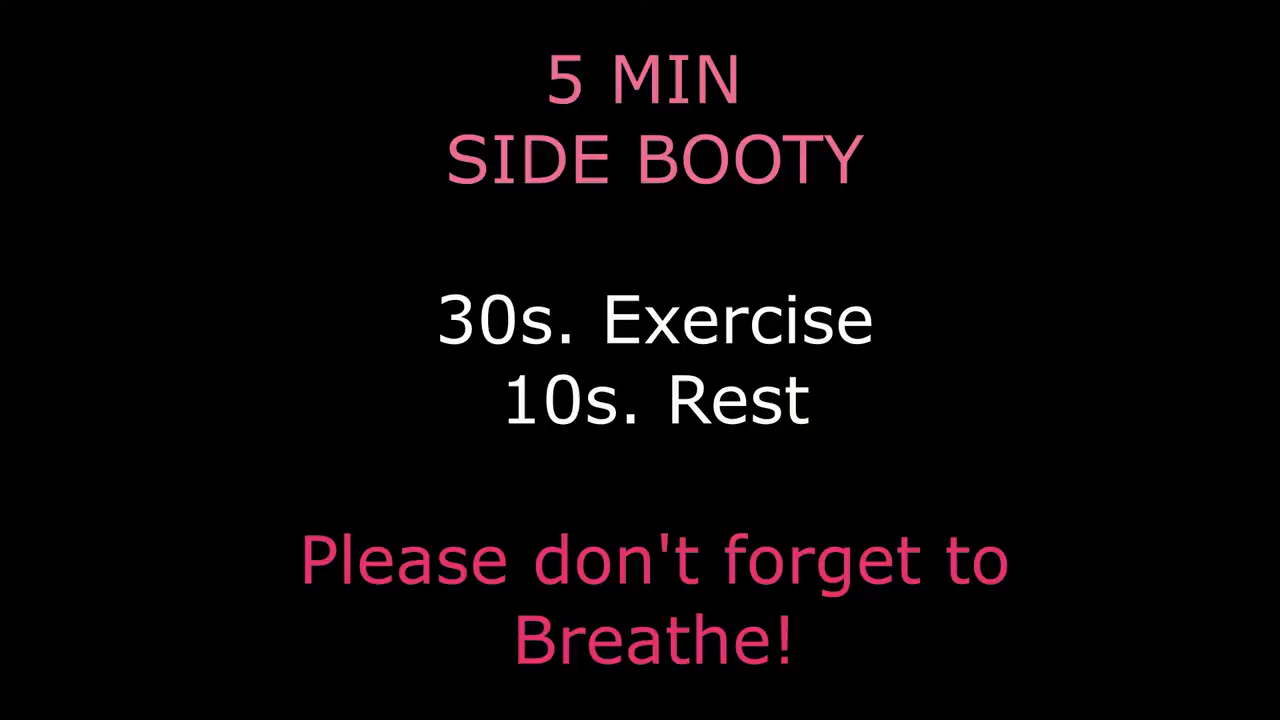 5 MIN
SIDE BOOTY
30s. Exercise
10s. Rest
Please don't forget to
Breathe!